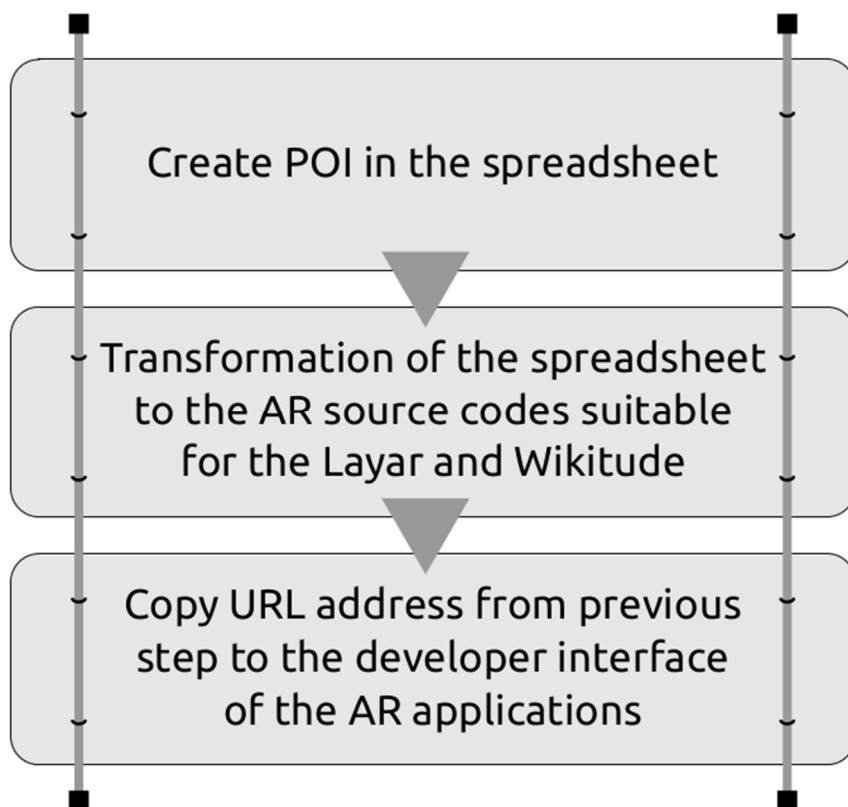 Create POI in the spreadsheet
Transformation of the spreadsheet
to the AR source codes suitable
for the Layar and Wikitude
Copy URL address from previous
step to the developer interface
of the AR applications